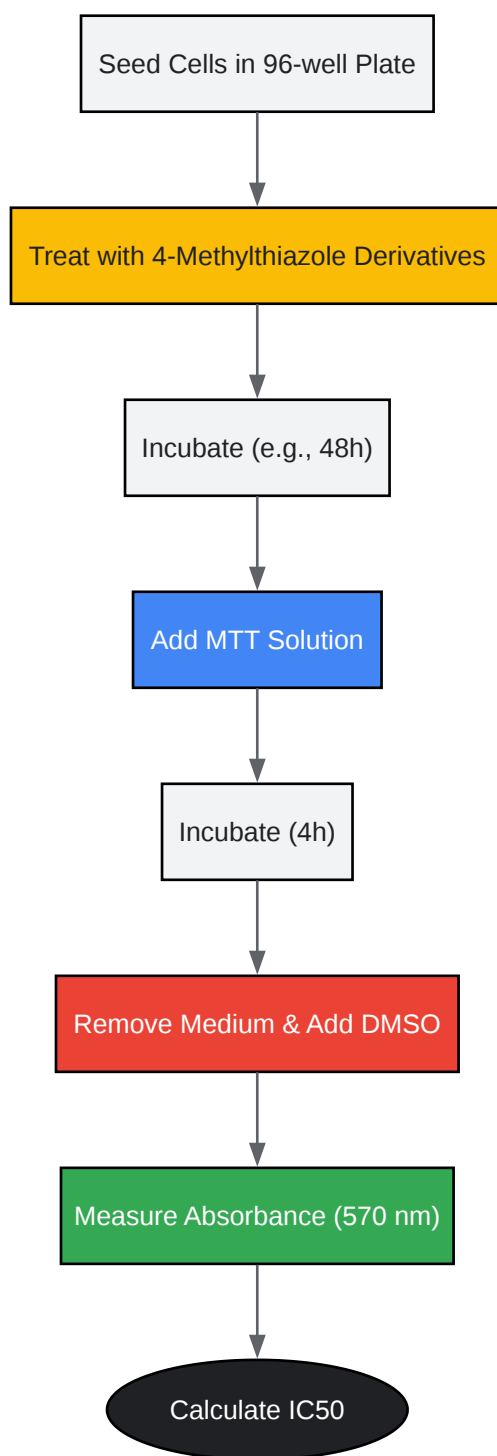 Seed Cells in 96-well Plate
Treat with 4-Methylthiazole Derivatives
Incubate (e.g., 48h)
Add MTT Solution
Incubate (4h)
Remove Medium & Add DMSO
Measure Absorbance (570 nm)
Calculate IC50